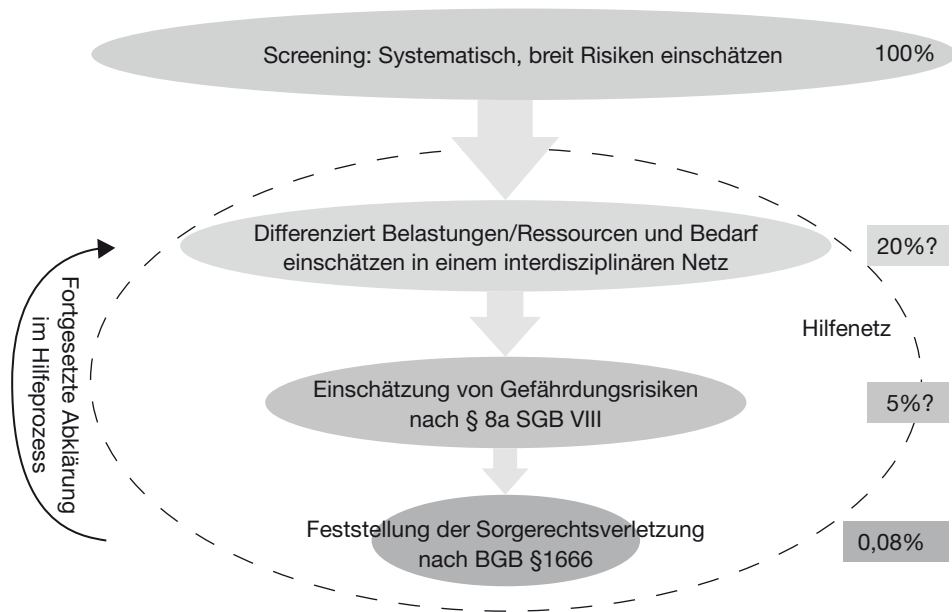 Screening: Systematisch, breit Risiken einschätzen
100%
Differenziert Belastungen/Ressourcen und Bedarf
einschätzen in einem interdisziplinären Netz
20%?
Hilfenetz
Fortgesetzte Abklärung
im Hilfeprozess
Einschätzung von Gefährdungsrisiken
nach § 8a SGB VIII
5%?
Feststellung der Sorgerechtsverletzung
nach BGB §1666
0,08%